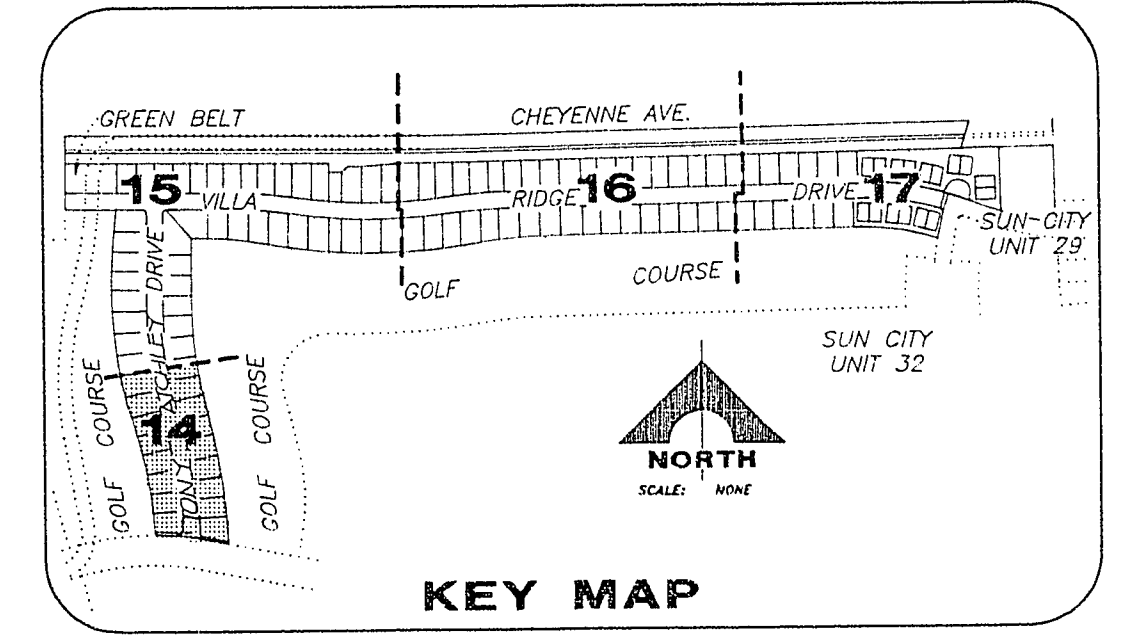 GREEN BELT
CHEYENNE AVE.
15
VILLA
RIDGE
16
DRIVE
17
SUN CITY
UNIT 29
GOLF
COURSE
SUN CITY
UNIT 32
GOLF COURSE
14
DRIVE
GOLF COURSE
NORTH
SCALE: NONE
KEY MAP